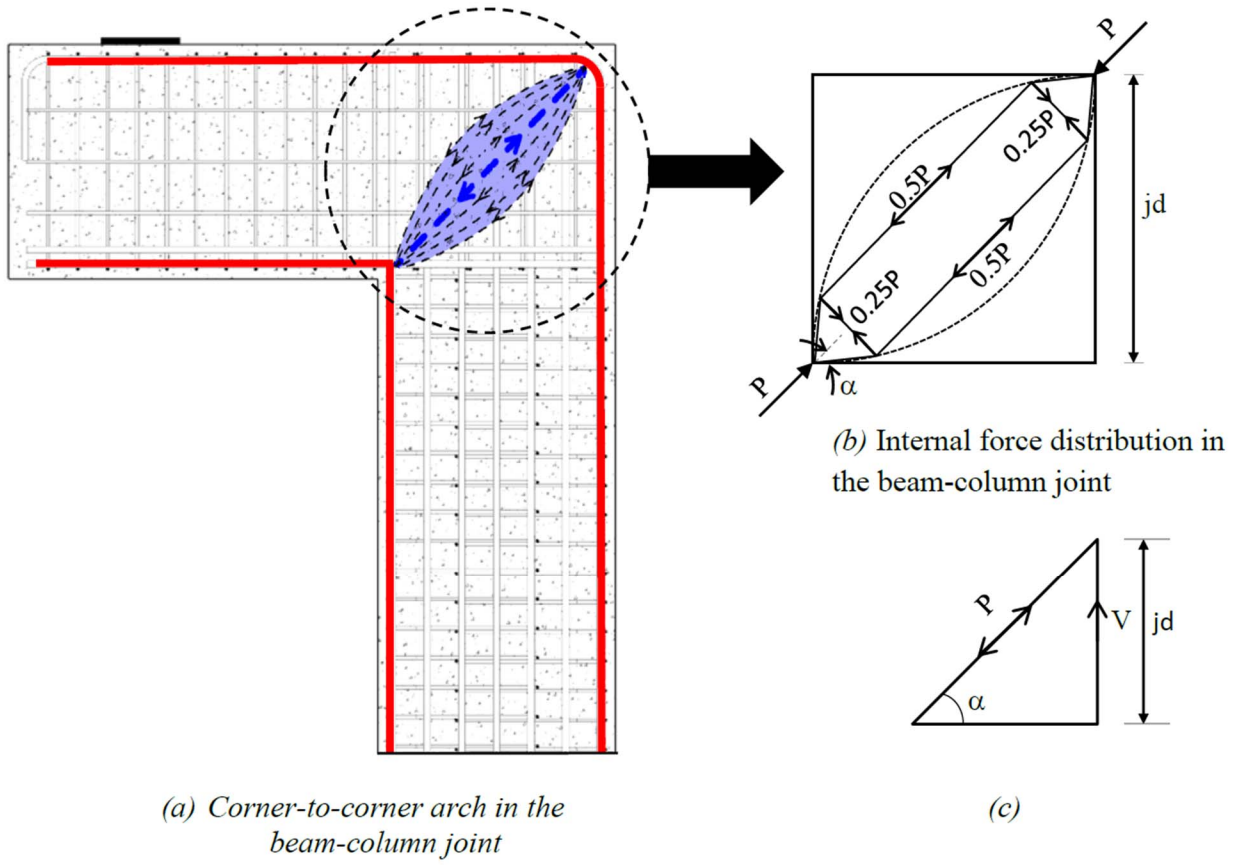 P
0.25P
0.5P
jd
0.5P
0.25P
P
α
(b) Internal force distribution in
the beam-column joint
P
V
jd
α
(a) Corner-to-corner arch in the
beam-column joint
(c)